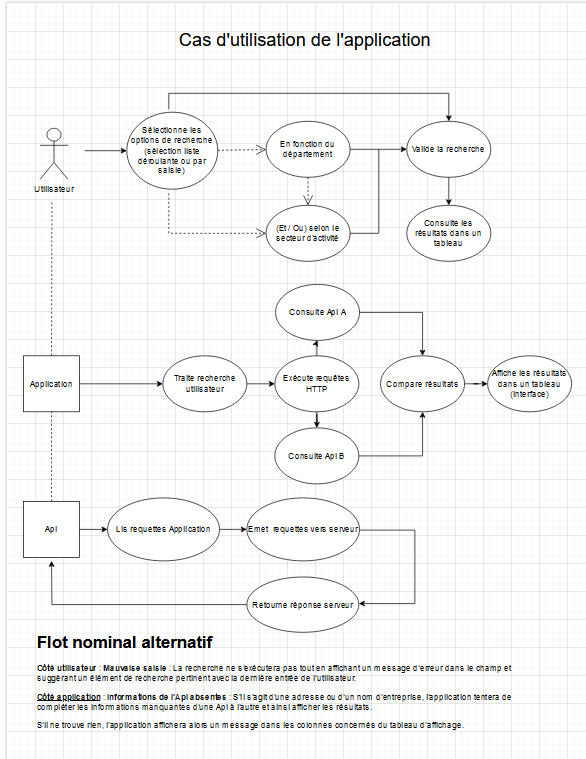 Cas d'utilisation de l'application
Sélectionne les
options de recherche
(sélection liste
déroulante ou par
saisie)
En fonction du
département
Valide la recherche
Utilisateur
(Et / Ou) selon le
secteur d'activité
Consulte les
résultats dans un
tableau
Consulte Api A
Application
Traite recherche
utilisateur
Exécute requêtes
HTTP
Compare résultats
Affiche les résultats
dans un tableau
(interface)
Consulte Api B
Api
Lis requettes Application
Emet requettes vers serveur
Retourne réponse serveur
Flot nominal alternatif
Côté utilisateur : Mauvaise saisie : La recherche ne s'exécutera pas tout en affichant un message d'erreur dans le champ et
suggérant un élément de recherche pertinent avec la dernière entrée de l'utilisateur.
Côté application : Informations de l'Api absentes : S'il s'agit d'une adresse ou d'un nom d'entreprise, l'application tentera de
compléter les informations manquantes d'une Api à l'autre et ainsi afficher les résultats.
S'il ne trouve rien, l'application affichera alors un message dans les colonnes concernés du tableau d'affichage.